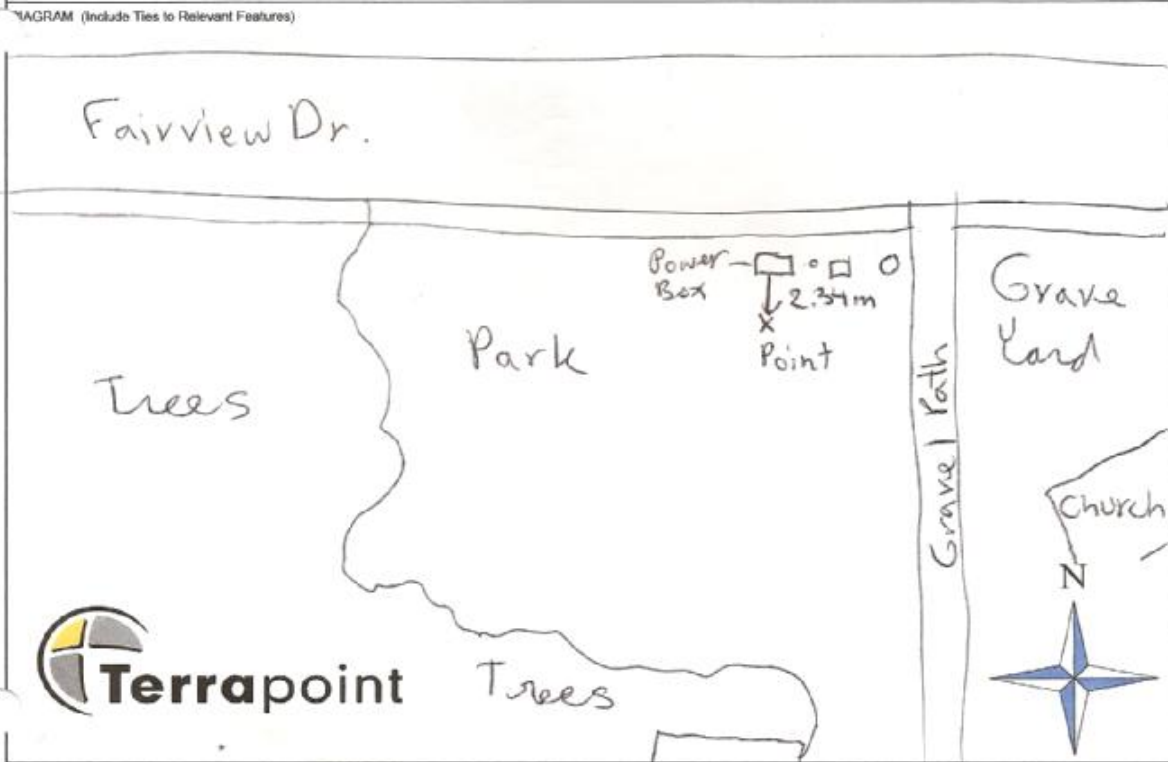 DIAGRAM (Include Ties to Relevant Features)
Fairview Dr.
Power
Box
2.34m
Point
Grave
Yard
Park
Trees
Gravel Path
Church
N
Terrapoint
Trees